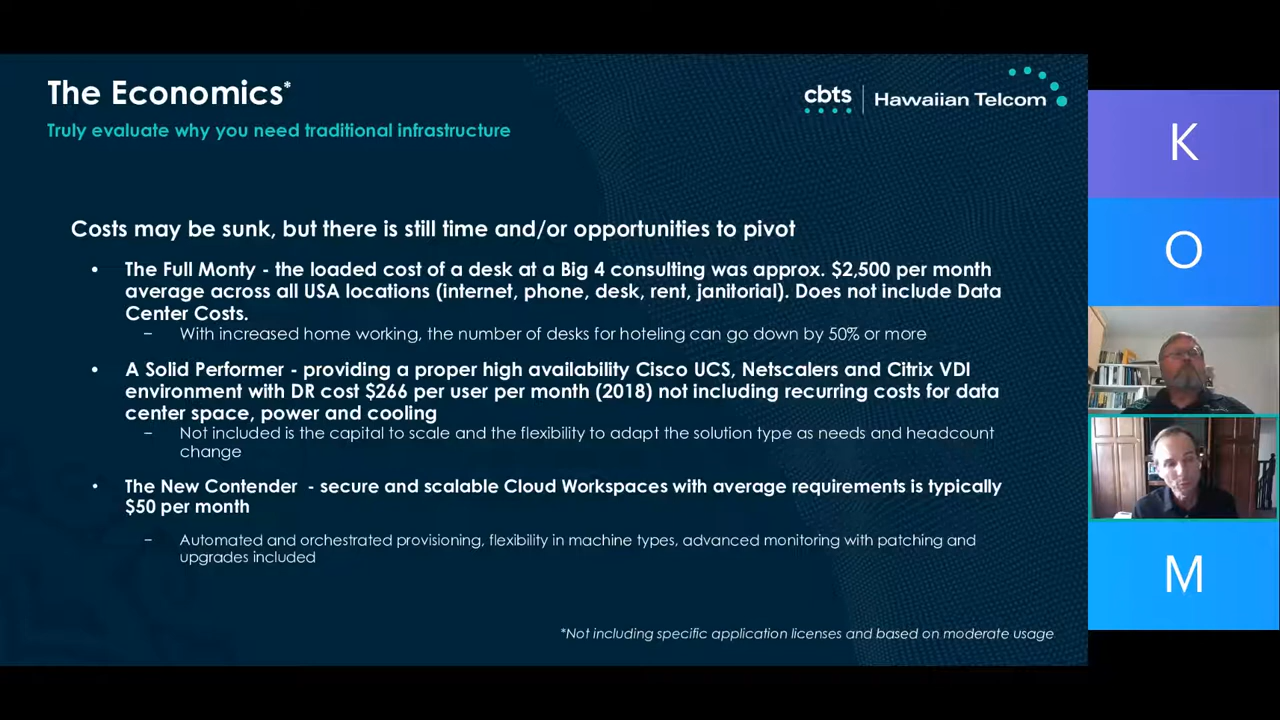 The Economics*
cbts | Hawaiian Telcom
Truly evaluate why you need traditional infrastructure
Costs may be sunk, but there is still time and/or opportunities to pivot
• The Full Monty - the loaded cost of a desk at a Big 4 consulting was approx. $2,500 per month
average across all USA locations (internet, phone, desk, rent, janitorial). Does not include Data
Center Costs.
– With increased home working, the number of desks for hoteling can go down by 50% or more
• A Solid Performer - providing a proper high availability Cisco UCS, Netscalers and Citrix VDI
environment with DR cost $266 per user per month (2018) not including recurring costs for data
center space, power and cooling
– Not included is the capital to scale and the flexibility to adapt the solution type as needs and headcount
change
• The New Contender - secure and scalable Cloud Workspaces with average requirements is typically
$50 per month
– Automated and orchestrated provisioning, flexibility in machine types, advanced monitoring with patching and
upgrades included
*Not including specific application licenses and based on moderate usage
K
O
M